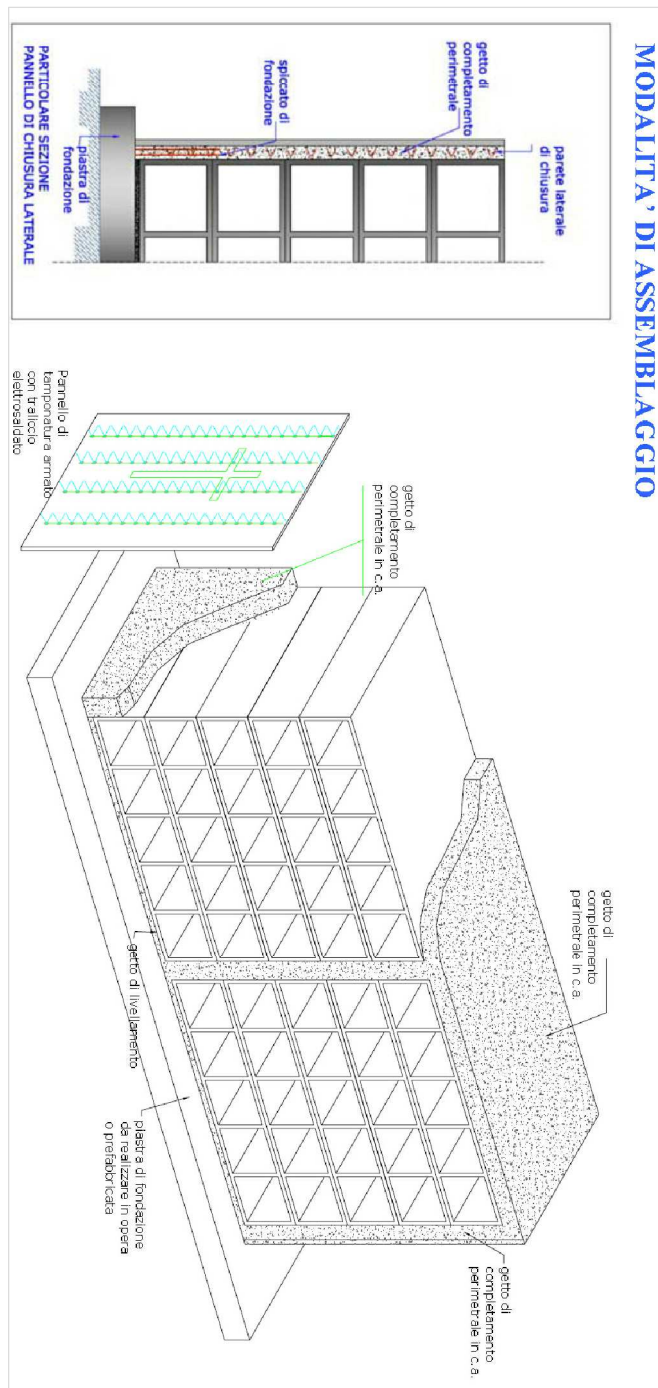 MODALITA' DI ASSEMBLAGGIO
parete laterale
di chiusura
getto di
completamento
perimetrale
spiccato di
fondazione
piastra di
fondazione
PARTICOLARE SEZIONE
PANNELLO DI CHIUSURA LATERALE
getto di
completamento
perimetrale in c.a.
Pannello di
tamponatura armato
con traliccio
elettrosaldato
getto di
completamento
perimetrale in c.a.
getto di livellamento
piastra di fondazione
da realizzare in opera
o prefabbricata
getto di
completamento
perimetrale in c.a.